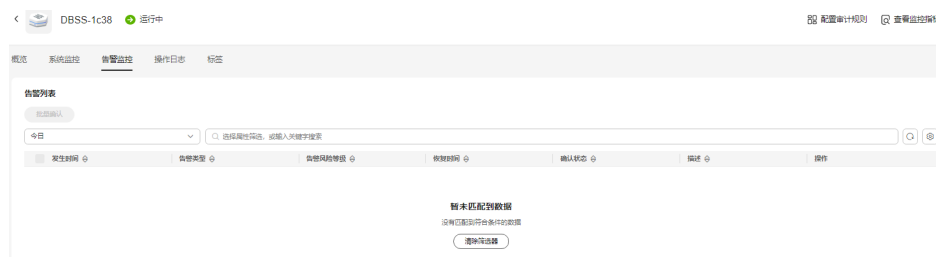 DBSS-1c38 运行中 配置审计规则 查看监控指标
概览 系统监控 告警监控 操作日志 标签
告警列表
批量确认
今日 选择属性筛选，或输入关键字搜索
发生时间 告警类型 告警风险等级 恢复时间 确认状态 描述 操作
暂未匹配到数据
没有匹配到符合条件的数据
清除筛选器